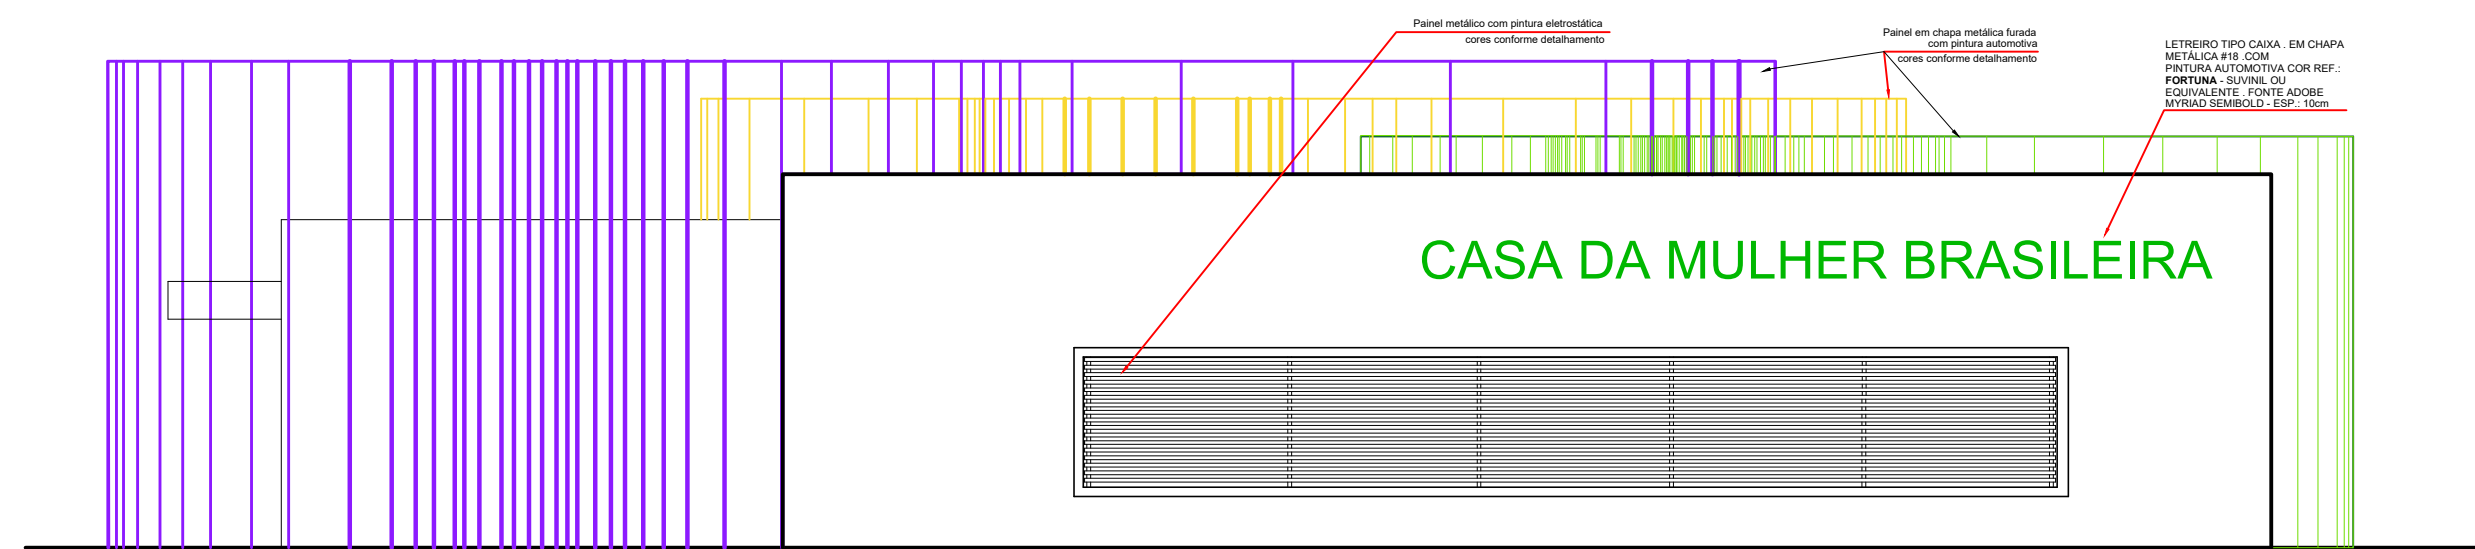 Painel metálico com pintura eletrostática
cores conforme detalhamento
Painel em chapa metálica furada
com pintura automotiva
cores conforme detalhamento
LETREIRO TIPO CAIXA . EM CHAPA
METÁLICA #18 .COM
PINTURA AUTOMOTIVA COR REF.:
FORTUNA - SUVINIL OU
EQUIVALENTE . FONTE ADOBE
MYRIAD SEMIBOLD - ESP.: 10cm
CASA DA MULHER BRASILEIRA